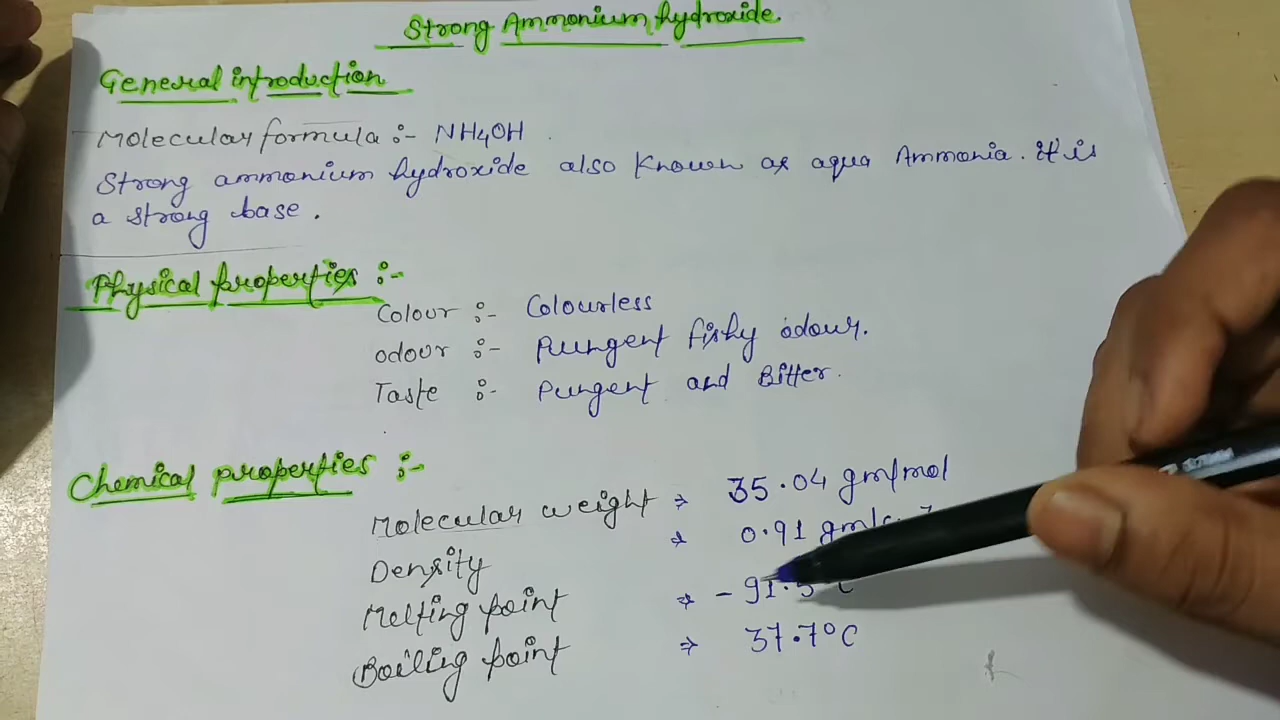 Strong Ammonium hydroxide.
General introduction
Molecular formula :- NH4OH
Strong ammonium hydroxide also known as aqua Ammonia. it is
a strong base.
Physical properties :-
Colour :- Colourless
odour :- Pungent fishy odour.
Taste :- Pungent and Bitter.
Chemical properties :-
Molecular weight ⇒ 35.04 gm/mol
Density ⇒ 0.91
Melting point ⇒ -91.5°C
Boiling point ⇒ 37.7°C